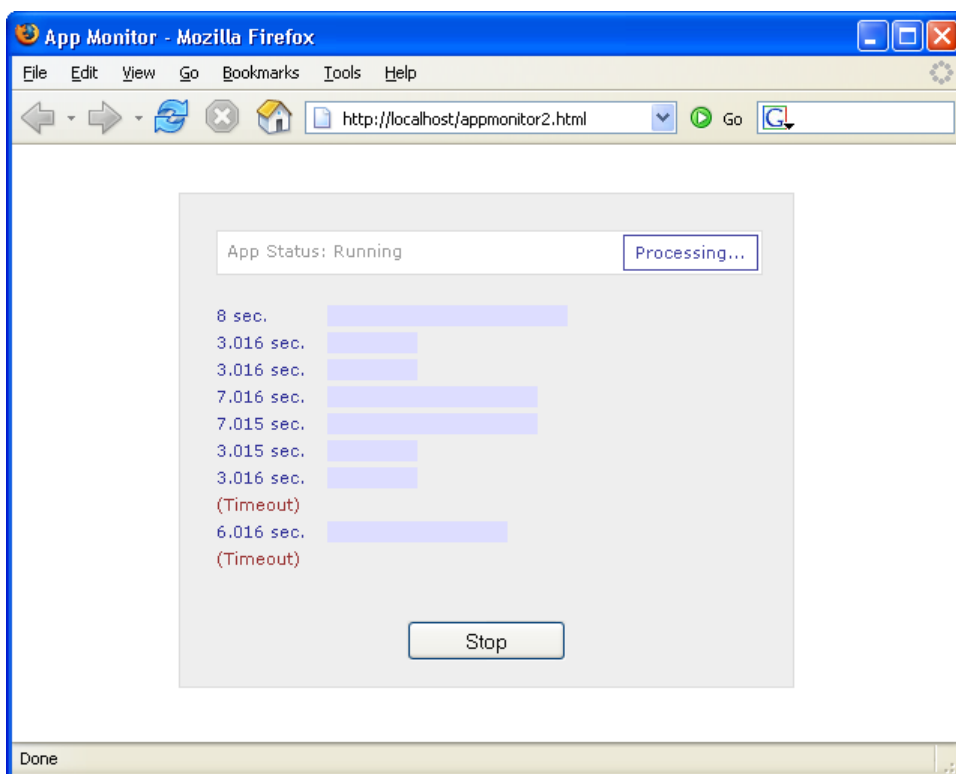 App Monitor - Mozilla Firefox
File Edit View Go Bookmarks Tools Help
http://localhost/appmonitor2.html Go G
App Status: Running Processing...
8 sec.
3.016 sec.
3.016 sec.
7.016 sec.
7.015 sec.
3.015 sec.
3.016 sec.
(Timeout)
6.016 sec.
(Timeout)
Stop
Done